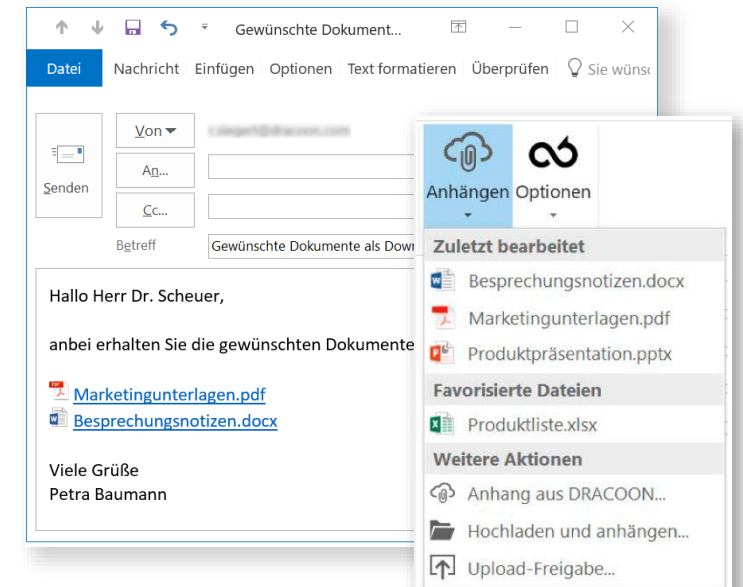 Gewünschte Dokument...
Datei Nachricht Einfügen Optionen Text formatieren Überprüfen Sie wünsc
Senden
Von
An...
Cc...
Betreff Gewünschte Dokumente als Dow
Hallo Herr Dr. Scheuer,
anbei erhalten Sie die gewünschten Dokumente
Marketingunterlagen.pdf
Besprechungsnotizen.docx
Viele Grüße
Petra Baumann
Anhängen Optionen
Zuletzt bearbeitet
Besprechungsnotizen.docx
Marketingunterlagen.pdf
Produktpräsentation.pptx
Favorisierte Dateien
Produktliste.xlsx
Weitere Aktionen
Anhang aus DRACOON...
Hochladen und anhängen...
Upload-Freigabe...